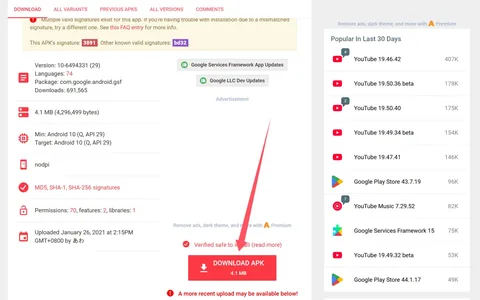 DOWNLOAD
ALL VARIANTS
PREVIOUS APKS
ALL VERSIONS
COMMENTS
Multiple valid signatures exist for this app. If you're having trouble with installation due to a mismatched
signature, try a different one. See this FAQ entry for more info.
This APK's signature: 3891 Other known valid signatures: bd32
Version: 10-6494331 (29)
Languages: 74
Package: com.google.android.gsf
Downloads: 691,565
4.1 MB (4,296,499 bytes)
Min: Android 10 (Q, API 29)
Target: Android 10 (Q, API 29)
nodpi
MD5, SHA-1, SHA-256 signatures
Permissions: 70, features: 2, libraries: 1
Uploaded January 26, 2021 at 2:15PM
GMT+0800 by あわ
Google Services Framework App Updates
Google LLC Dev Updates
Advertisement
Remove ads, dark theme, and more with Premium
Verified safe to (read more)
DOWNLOAD APK
4.1 MB
A more recent upload may be available below!
Remove ads, dark theme, and more with Premium
Popular In Last 30 Days
YouTube 19.46.42 407K
YouTube 19.50.36 beta 178K
YouTube 19.50.40 175K
YouTube 19.49.34 beta 154K
YouTube 19.47.41 146K
Google Play Store 43.7.19 96K
YouTube Music 7.29.52 82K
Google Services Framework 15 75K
YouTube 19.49.32 beta 53K
Google Play Store 44.1.17 49K